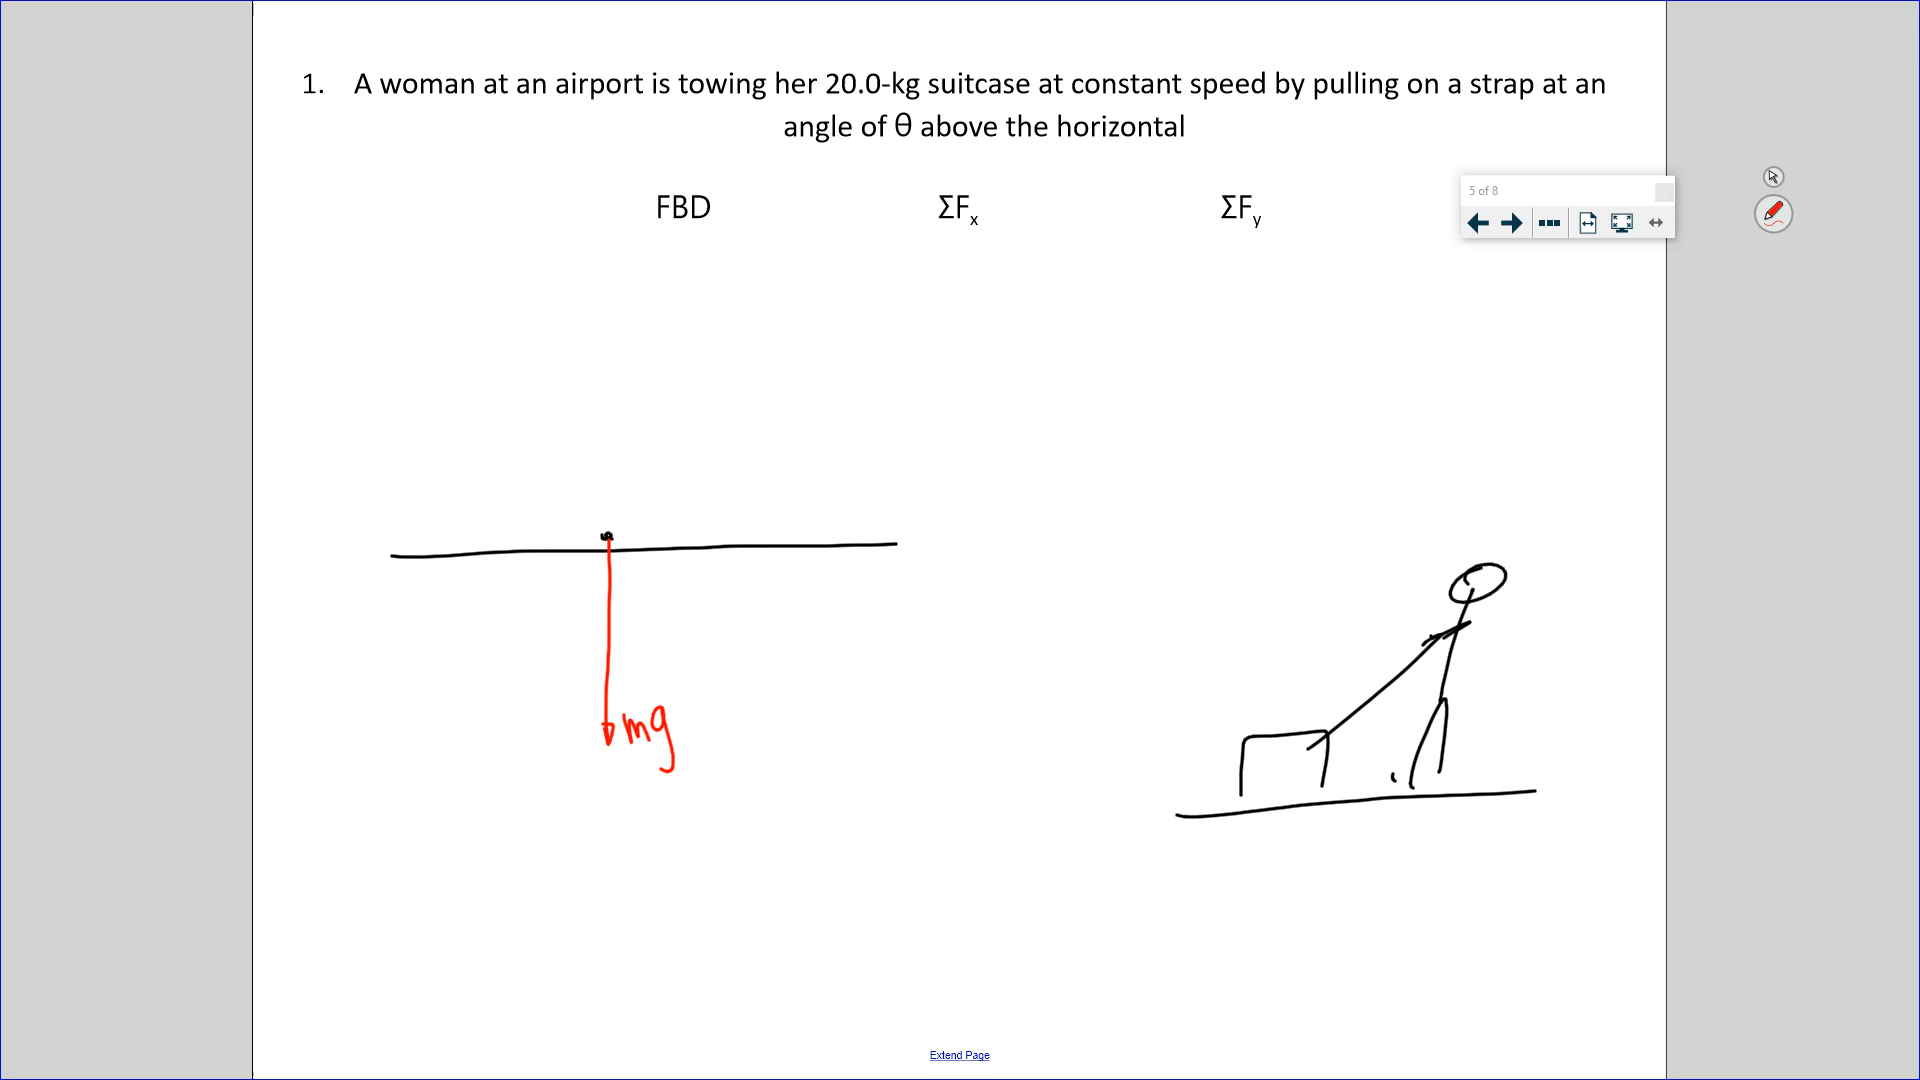 1. A woman at an airport is towing her 20.0-kg suitcase at constant speed by pulling on a strap at an
angle of θ above the horizontal
5 of 8
FBD ΣFx ΣFy
mg
Extend Page